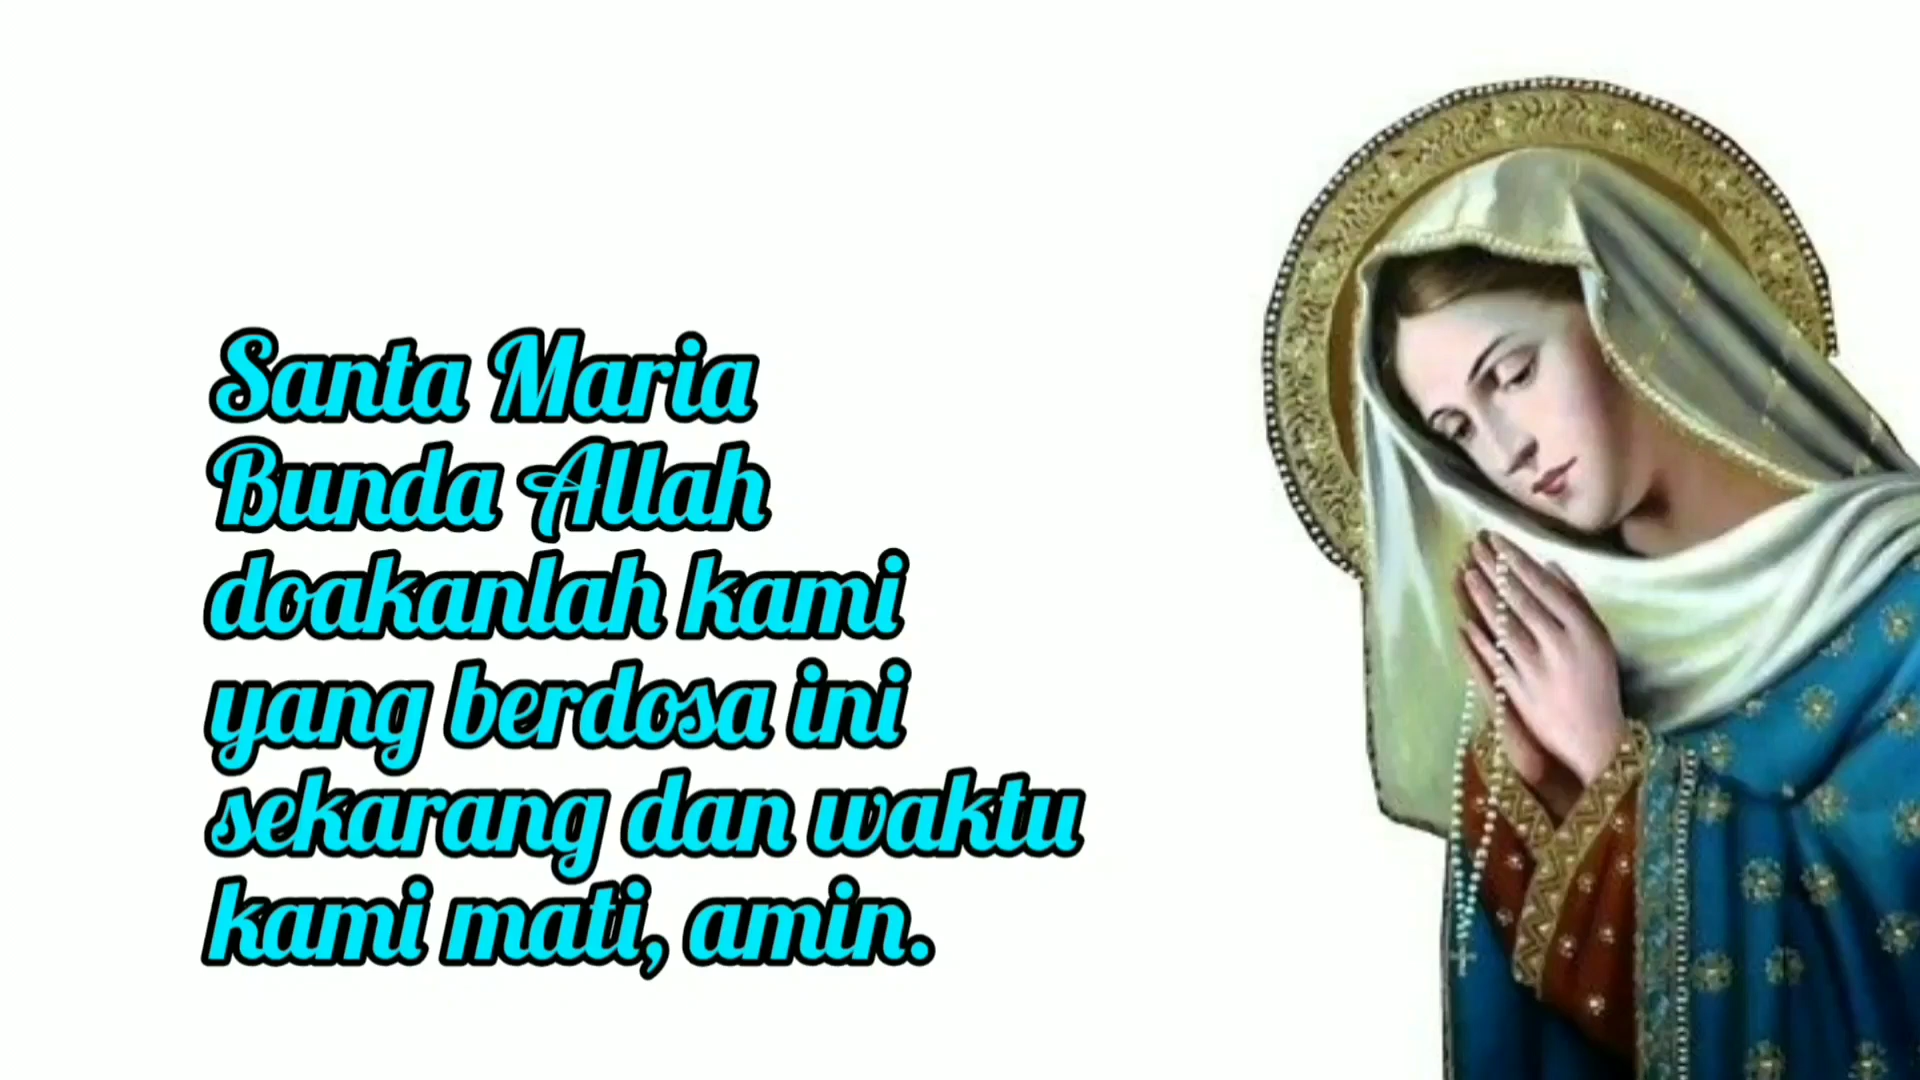 Santa Maria
Bunda Allah
doakanlah kami
yang berdosa ini
sekarang dan waktu
kami mati, amin.